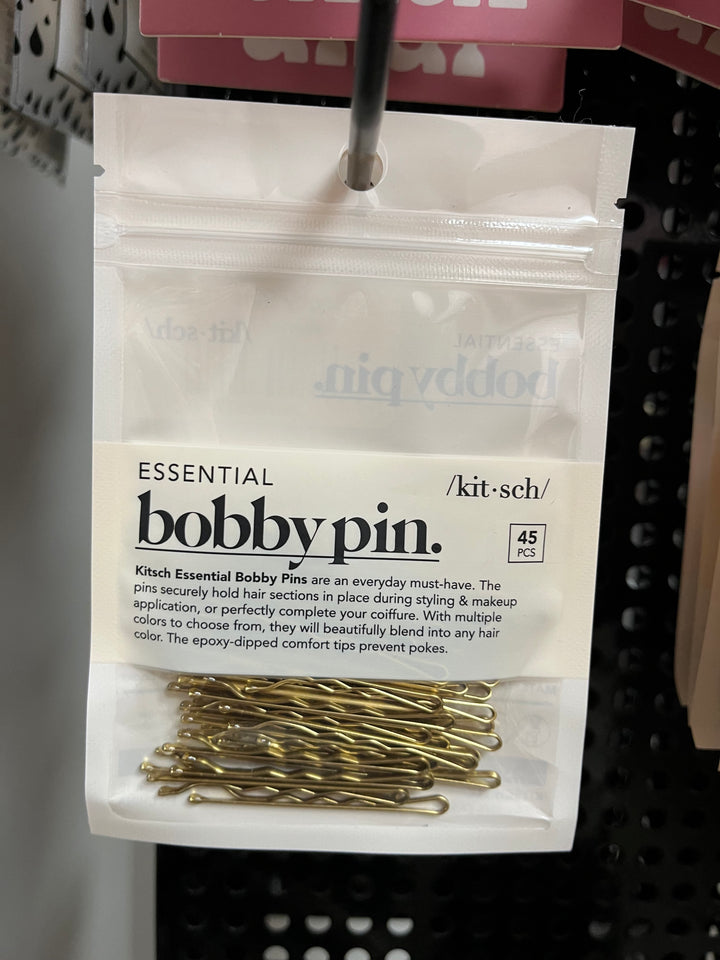 ESSENTIAL
/kit·sch/
bobby pin.
45
PCS
Kitsch Essential Bobby Pins are an everyday must-have. The
pins securely hold hair sections in place during styling & makeup
application, or perfectly complete your coiffure. With multiple
colors to choose from, they will beautifully blend into any hair
color. The epoxy-dipped comfort tips prevent pokes.